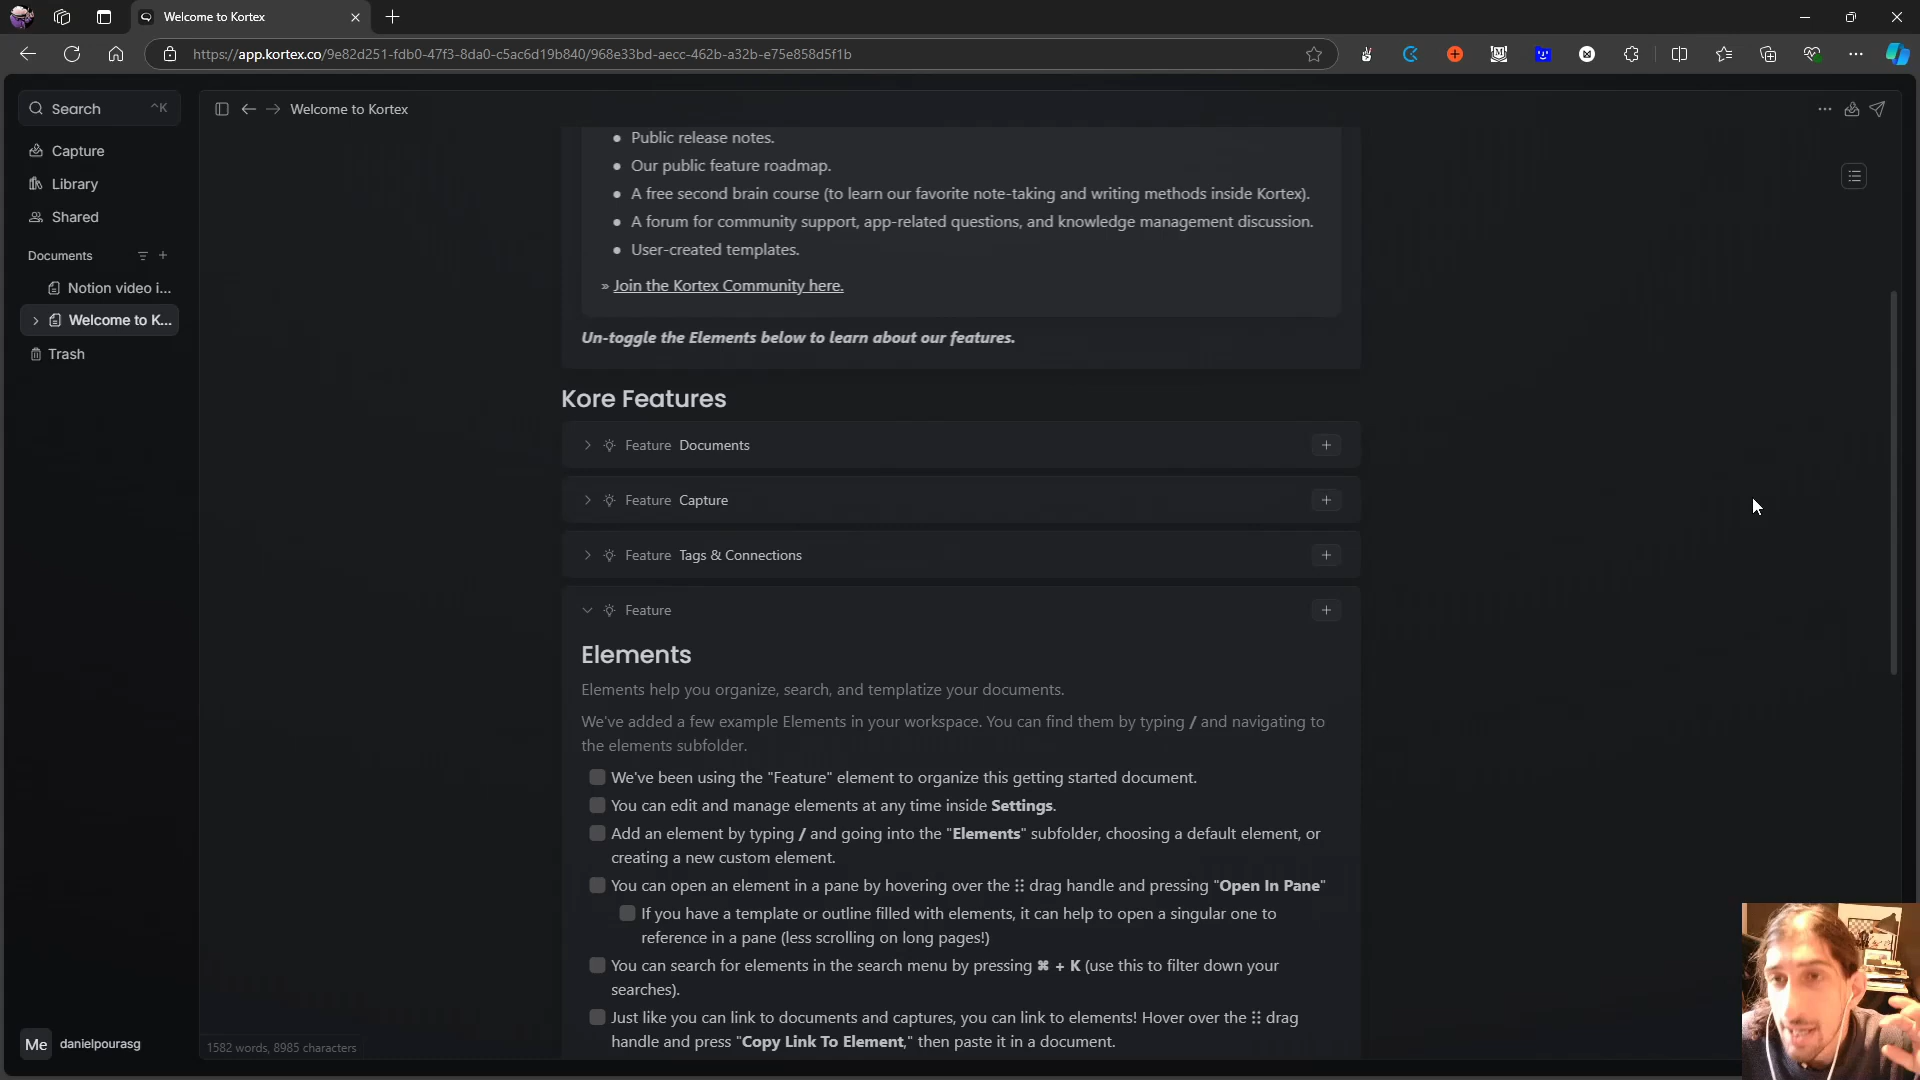 Welcome to Kortex
https://app.kortex.co/9e82d251-fdb0-47f3-8da0-c5ac6d19b840/968e33bd-aecc-462b-a32b-e75e858d5f1b
Search ^K
Capture
Library
Shared
Documents
Notion video i...
Welcome to K...
Trash
Me danielpourasg
Welcome to Kortex
Public release notes.
Our public feature roadmap.
A free second brain course (to learn our favorite note-taking and writing methods inside Kortex).
A forum for community support, app-related questions, and knowledge management discussion.
User-created templates.
» Join the Kortex Community here.
Un-toggle the Elements below to learn about our features.
Kore Features
Feature Documents
Feature Capture
Feature Tags & Connections
Feature
Elements
Elements help you organize, search, and templatize your documents.
We've added a few example Elements in your workspace. You can find them by typing / and navigating to
the elements subfolder.
We've been using the "Feature" element to organize this getting started document.
You can edit and manage elements at any time inside Settings.
Add an element by typing / and going into the "Elements" subfolder, choosing a default element, or
creating a new custom element.
You can open an element in a pane by hovering over the ⠿ drag handle and pressing "Open In Pane"
If you have a template or outline filled with elements, it can help to open a singular one to
reference in a pane (less scrolling on long pages!)
You can search for elements in the search menu by pressing ⌘ + K (use this to filter down your
searches).
Just like you can link to documents and captures, you can link to elements! Hover over the ⠿ drag
handle and press "Copy Link To Element," then paste it in a document.
1582 words, 8985 characters